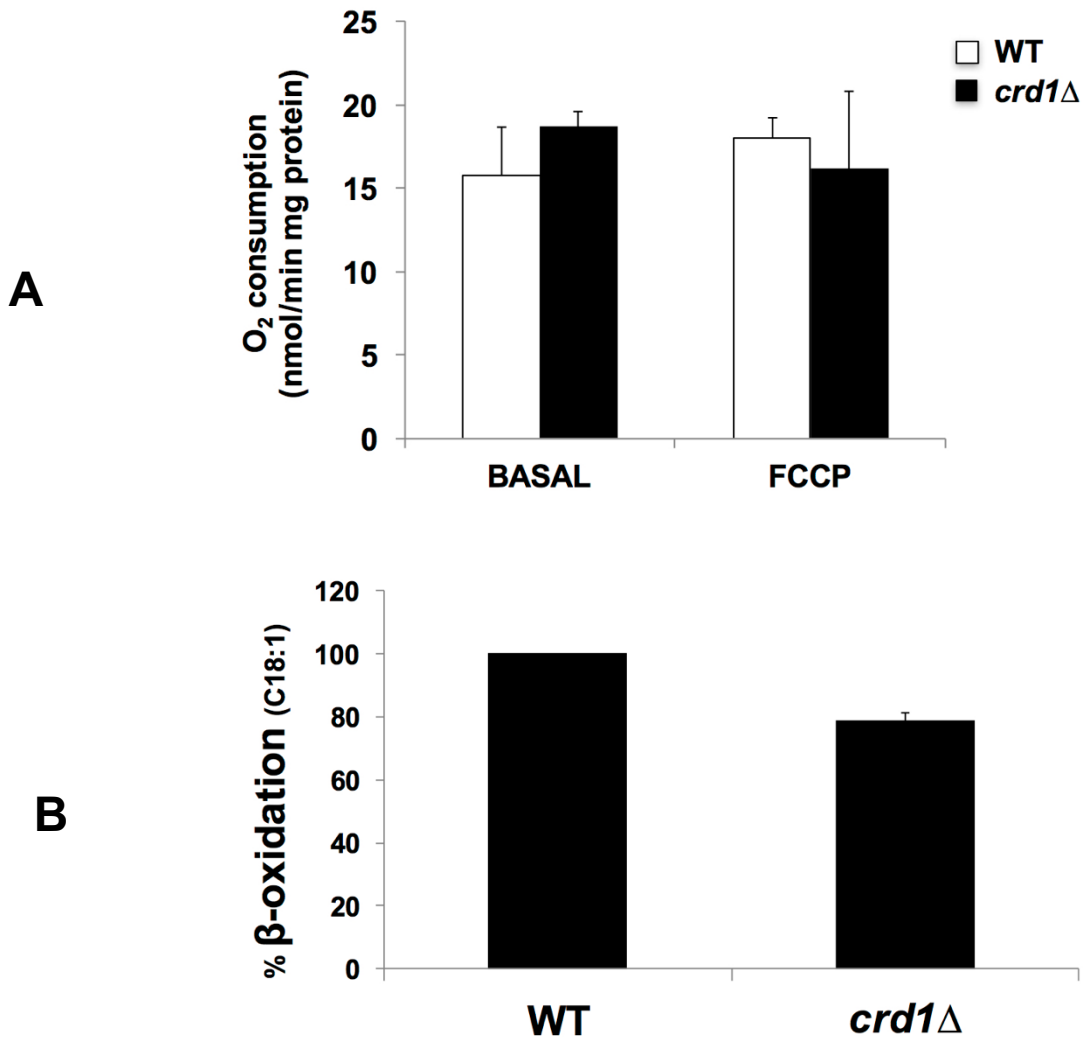 A
O₂ consumption
(nmol/min mg protein)
25
20
15
10
5
0
BASAL
FCCP
WT
crd1Δ
B
% β-oxidation (C18:1)
120
100
80
60
40
20
0
WT
crd1Δ